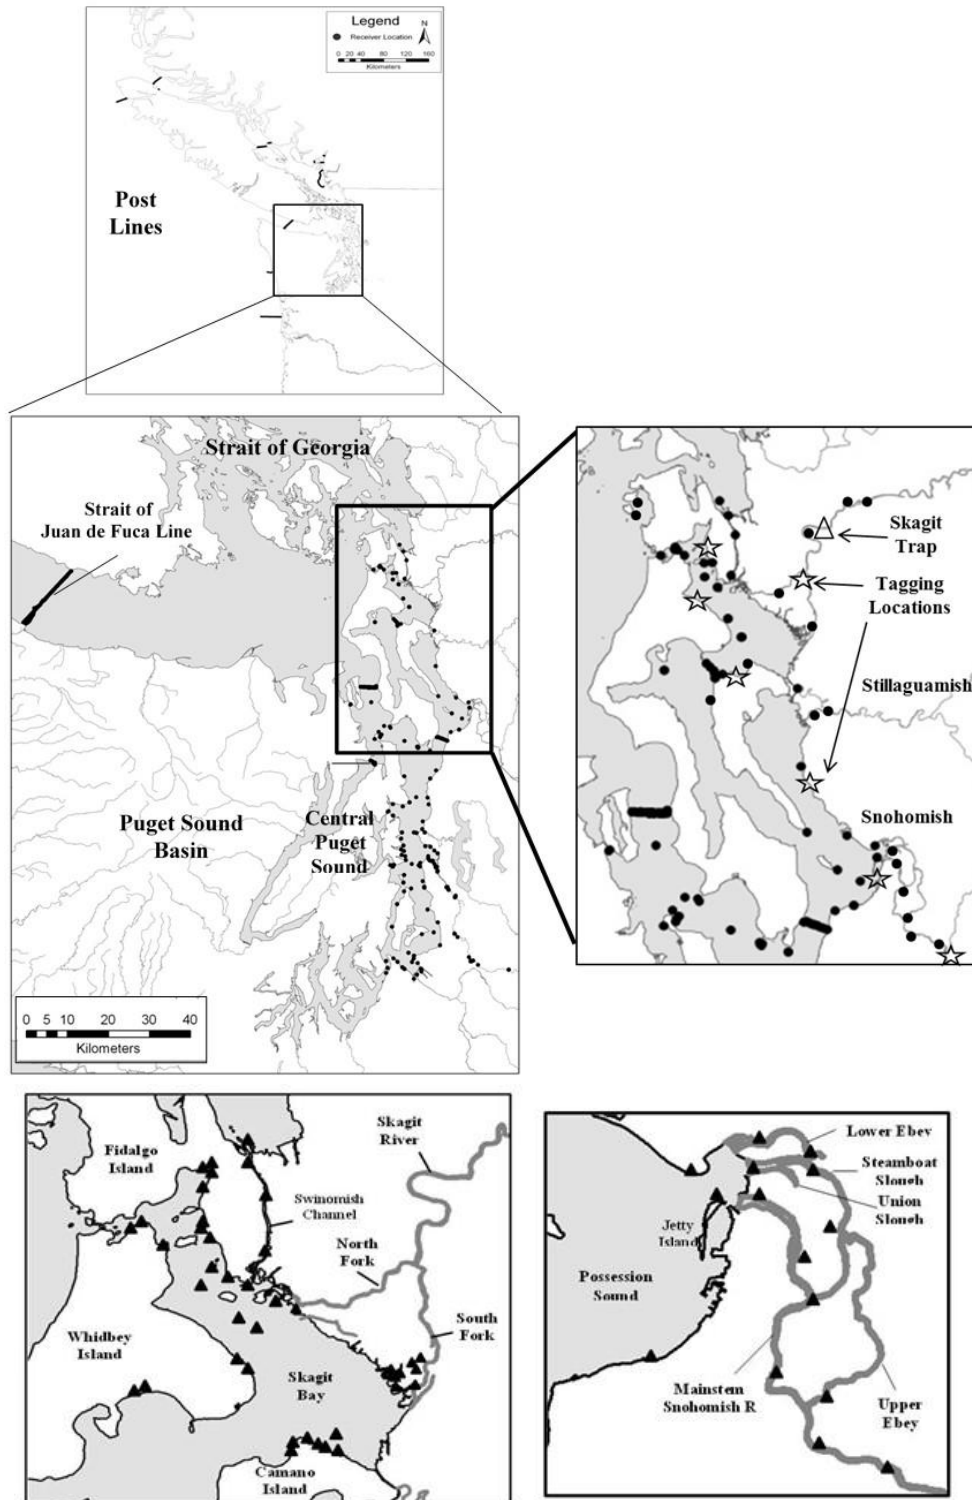 Legend
N
Receiver Location
0 20 40 80 120 160
Kilometers
Post
Lines
Strait of Georgia
Strait of
Juan de Fuca Line
Puget Sound
Basin
Central
Puget
Sound
0 5 10 20 30 40
Kilometers
Skagit
Trap
Tagging
Locations
Stillaguamish
Snohomish
Fidalgo
Island
Skagit
River
Swinomish
Channel
North
Fork
South
Fork
Whidbey
Island
Skagit
Bay
Camano
Island
Lower Ebey
Steamboat
Slough
Union
Slough
Jetty
Island
Possession
Sound
Mainstem
Snohomish R
Upper
Ebey